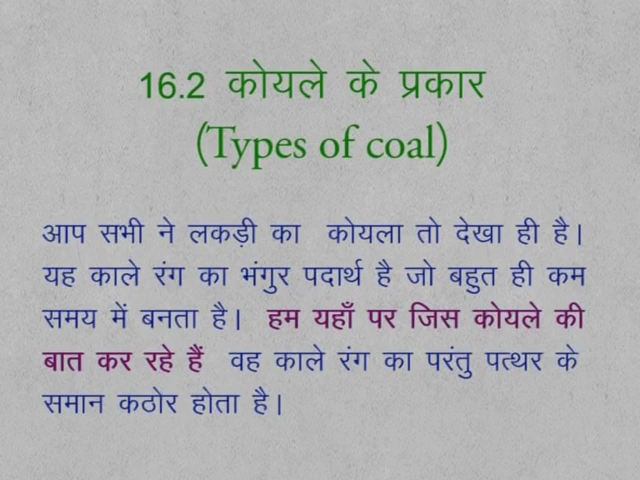 16.2 कोयले के प्रकार
(Types of coal)
आप सभी ने लकड़ी का कोयला तो देखा ही है।
यह काले रंग का भंगुर पदार्थ है जो बहुत ही कम
समय में बनता है। हम यहाँ पर जिस कोयले की
बात कर रहे हैं वह काले रंग का परंतु पत्थर के
समान कठोर होता है।